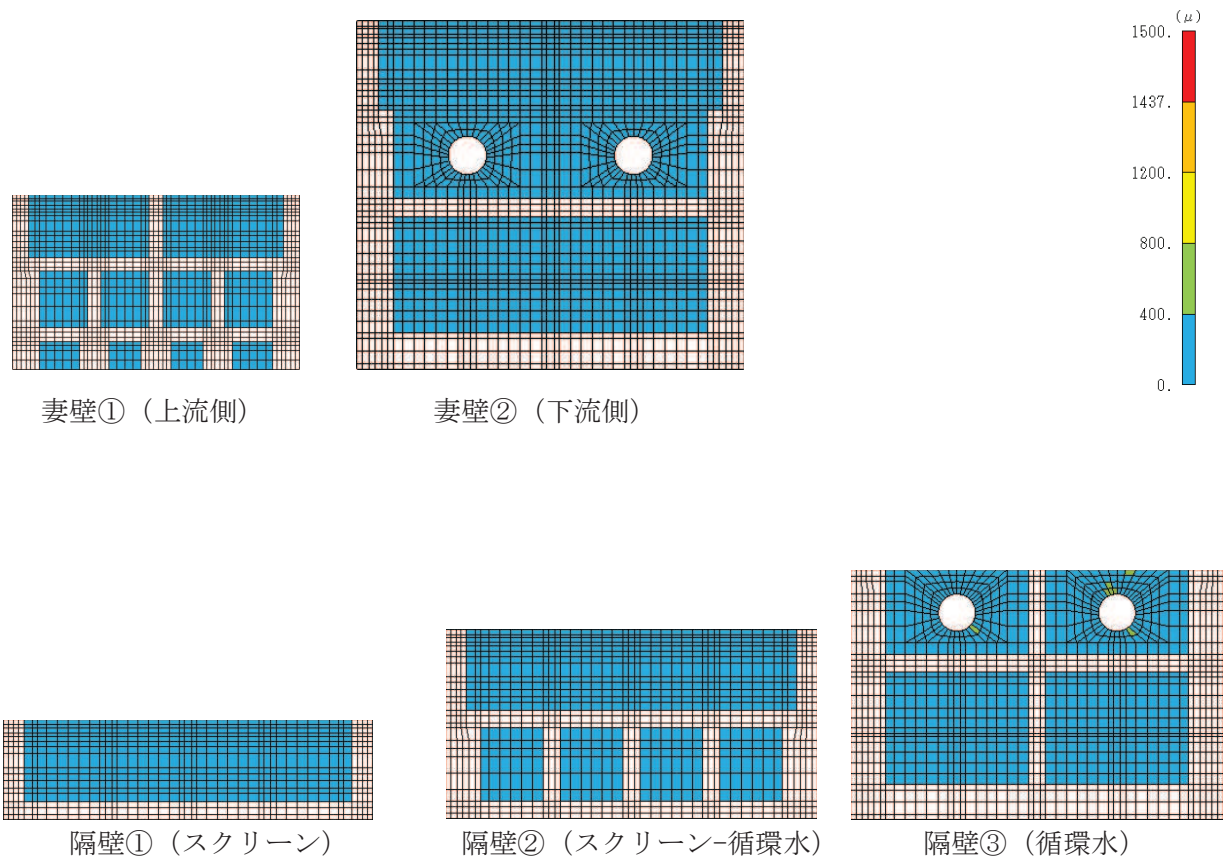 (μ)
1500.
1437.
1200.
800.
400.
0.
妻壁①（上流側）
妻壁②（下流側）
隔壁①（スクリーン）
隔壁②（スクリーン-循環水）
隔壁③（循環水）